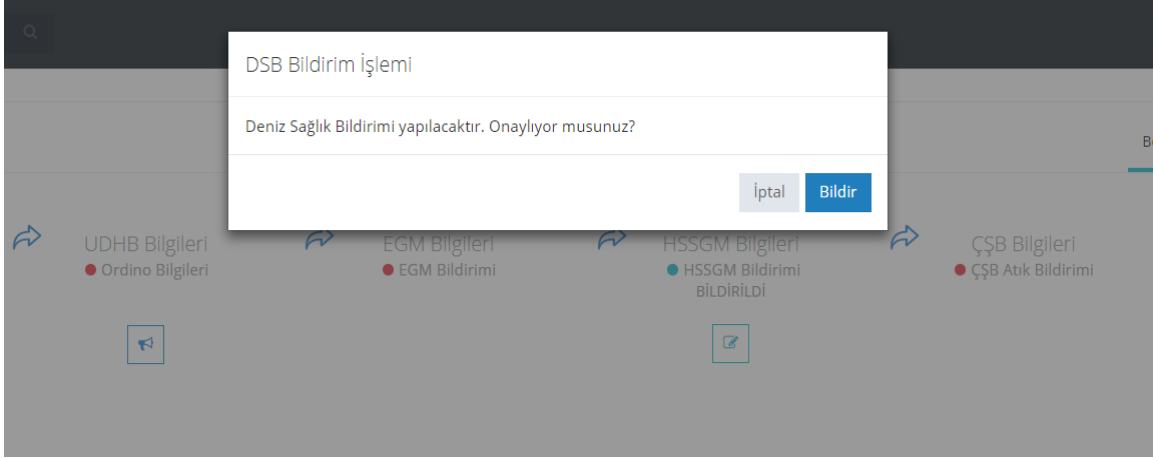 DSB Bildirim İşlemi
Deniz Sağlık Bildirimi yapılacaktır. Onaylıyor musunuz?
İptal
Bildir
UDHB Bilgileri
Ordino Bilgileri
EGM Bilgileri
EGM Bildirimi
HSSGM Bilgileri
HSSGM Bildirimi
BİLDİRİLDİ
ÇŞB Bilgileri
ÇŞB Atık Bildirimi